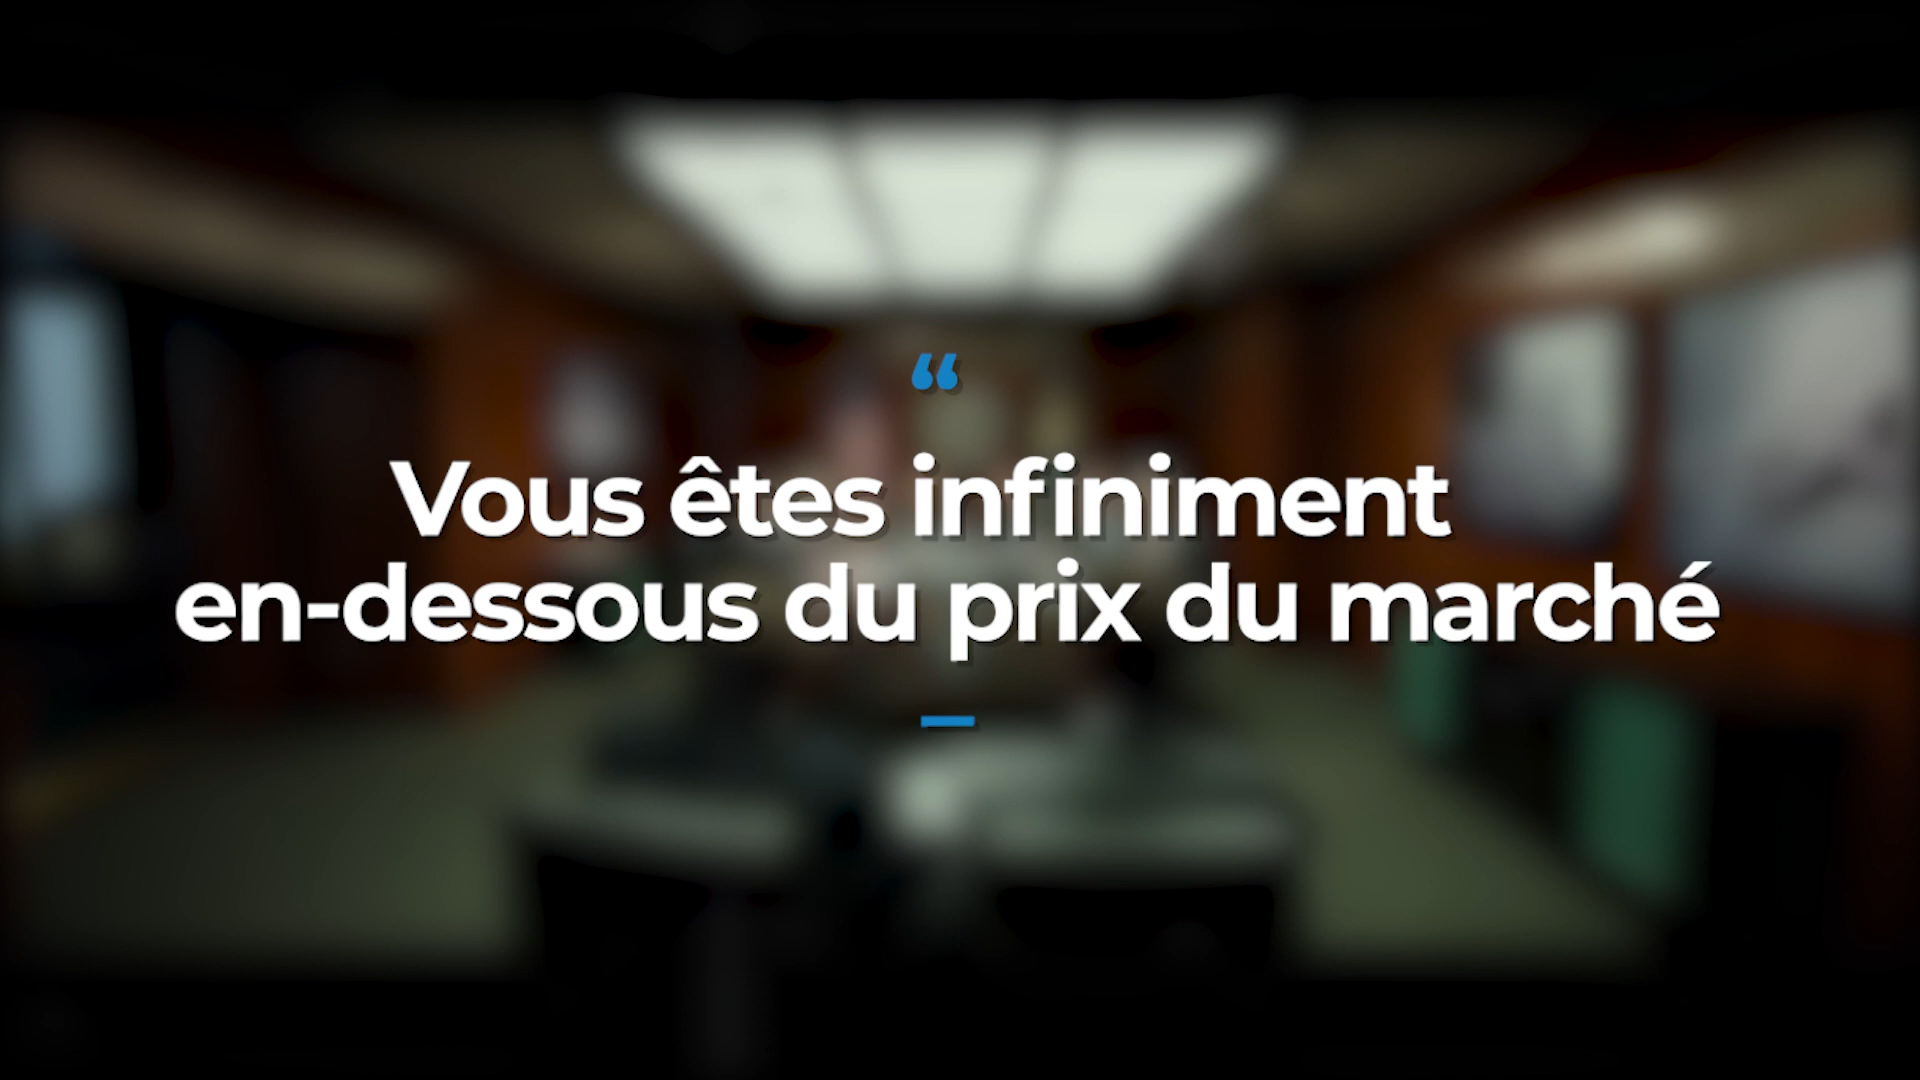 “
Vous êtes infiniment
en-dessous du prix du marché